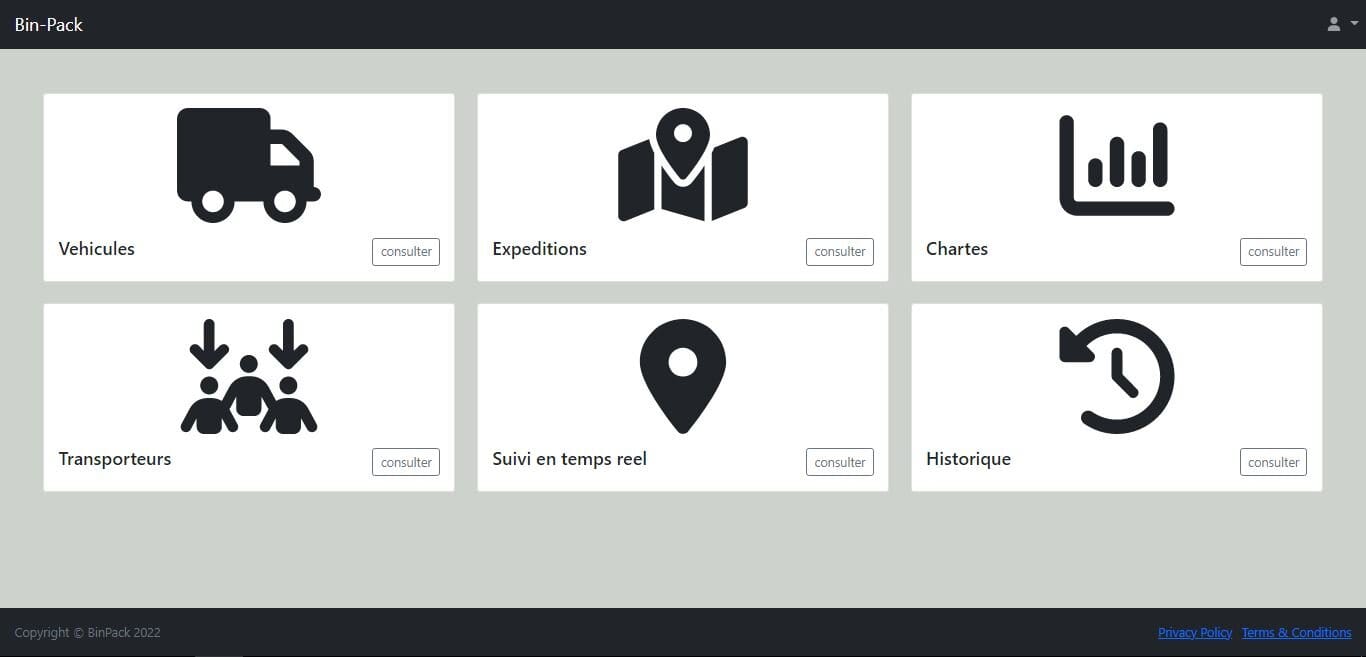 Bin-Pack
Vehicules
consulter
Expeditions
consulter
Chartes
consulter
Transporteurs
consulter
Suivi en temps reel
consulter
Historique
consulter
Copyright © BinPack 2022
Privacy Policy Terms & Conditions